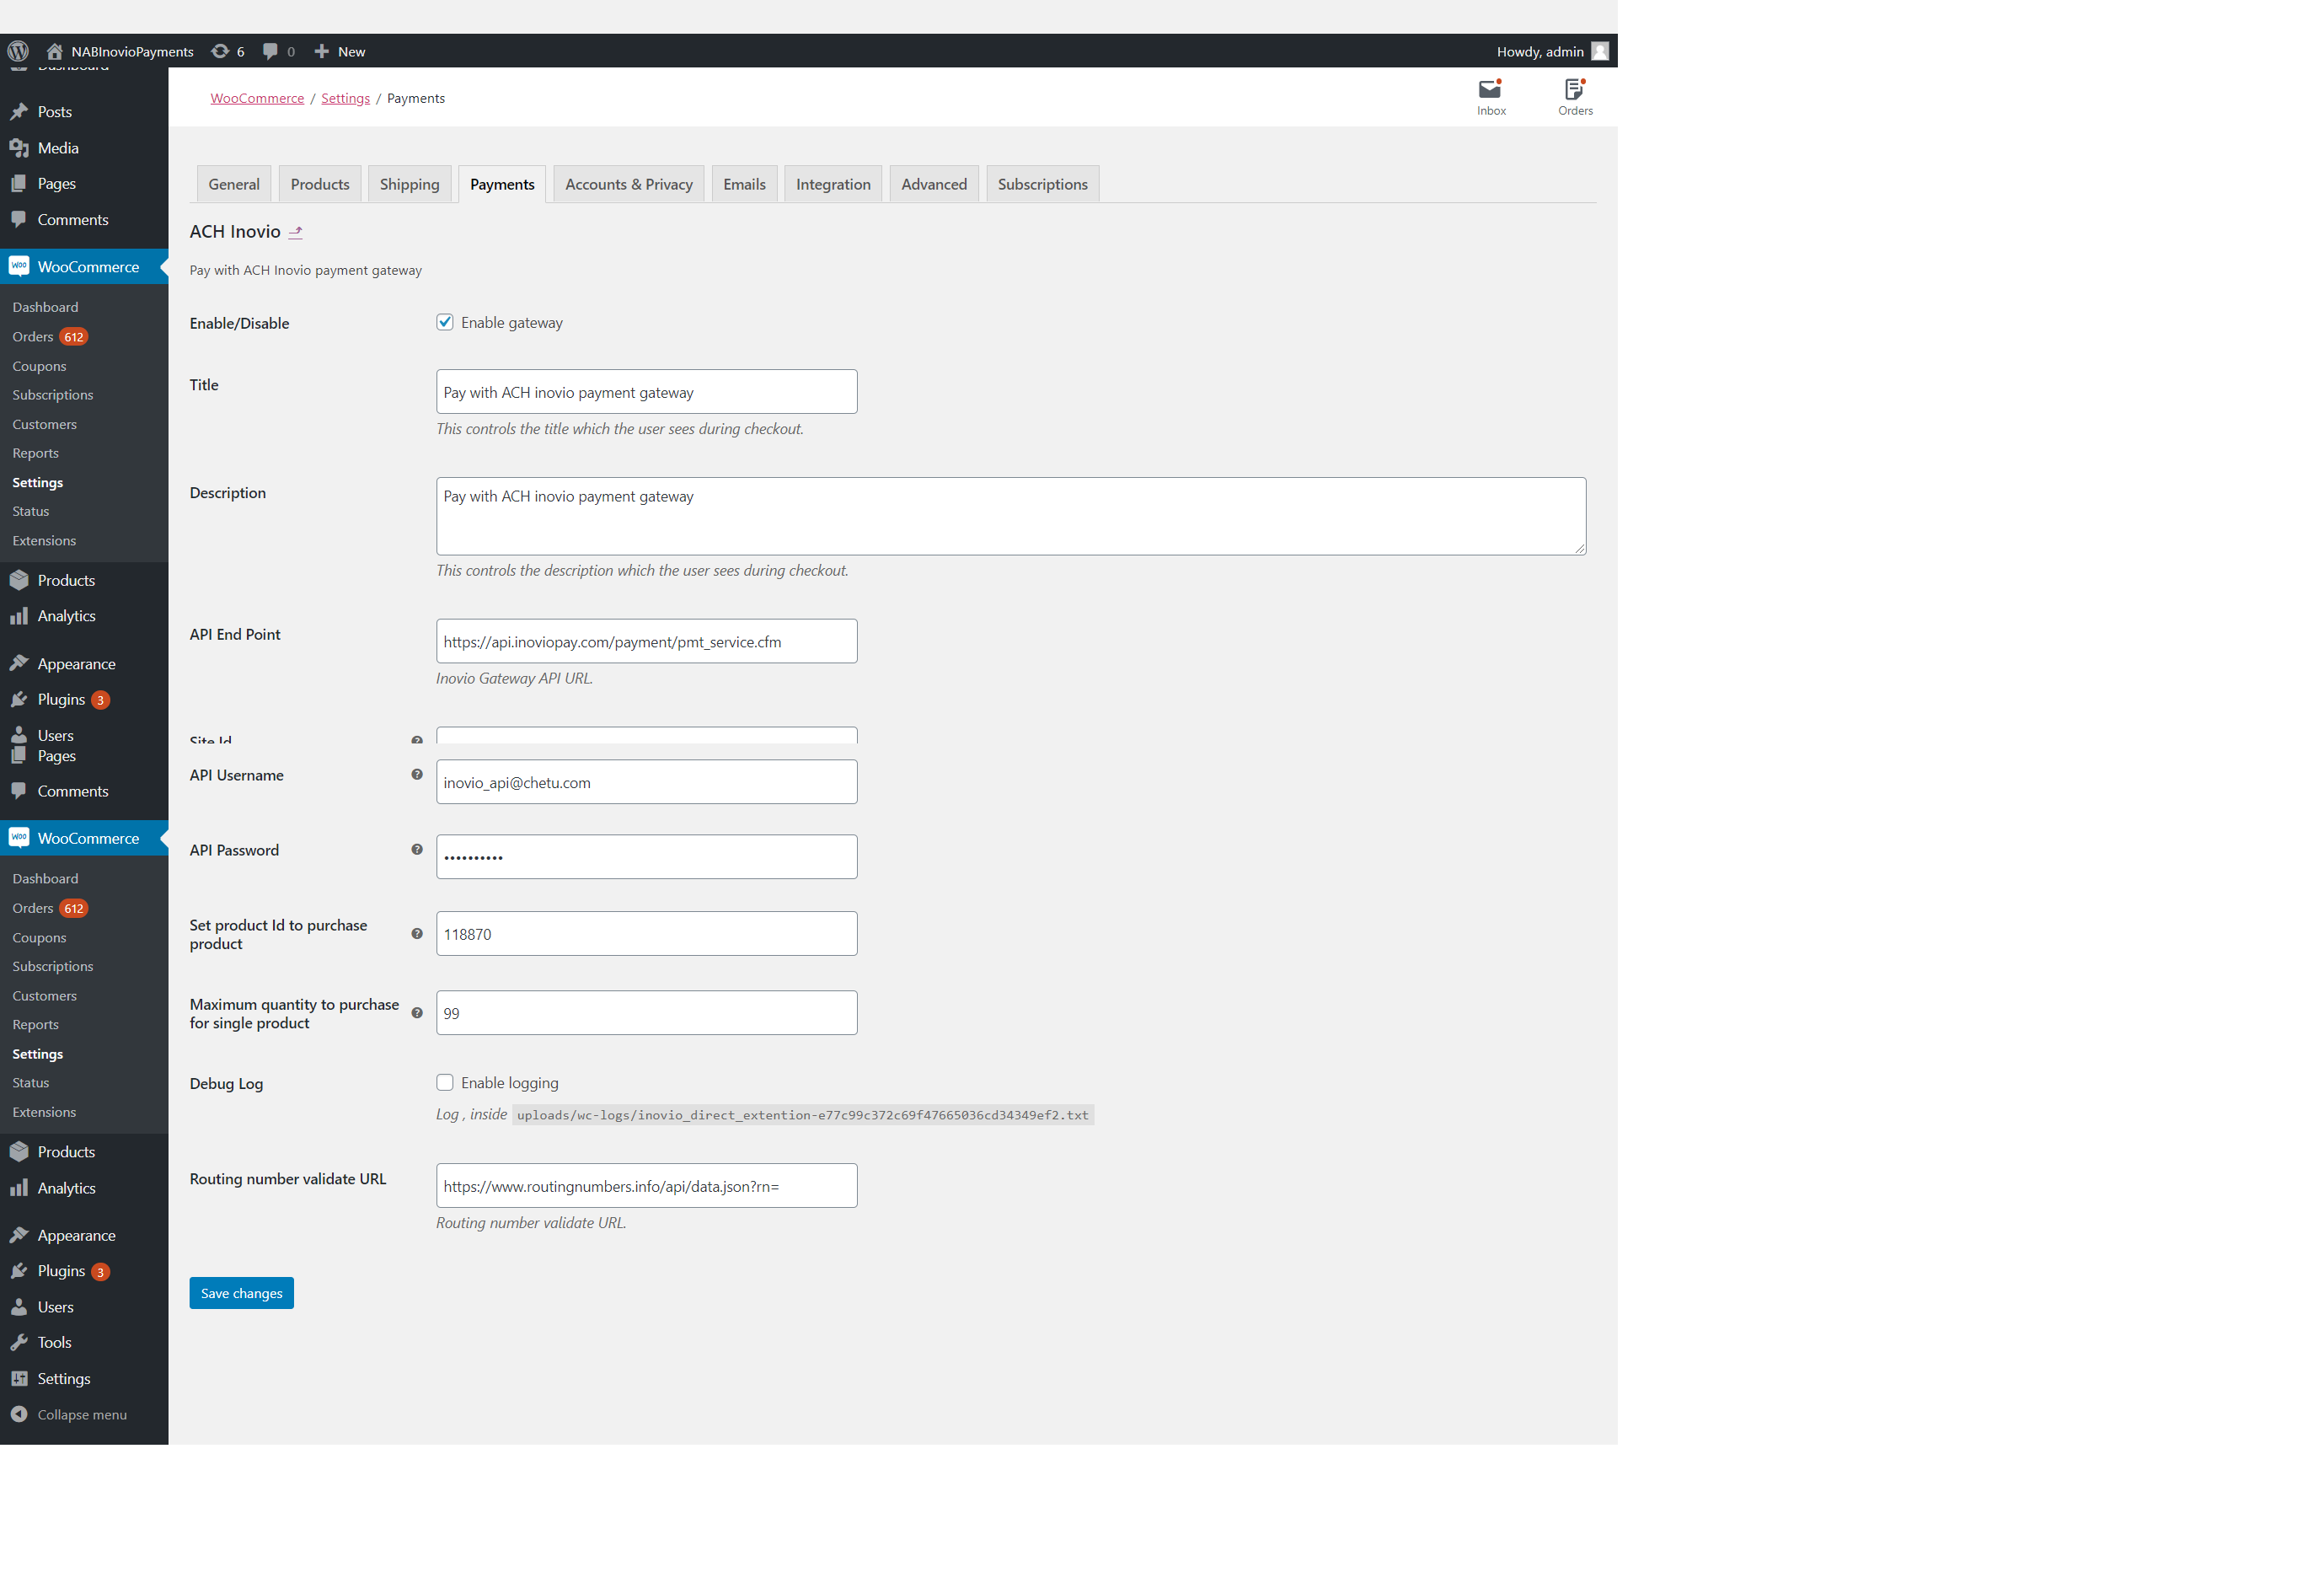 NABInovioPayments 6 0 New Howdy, admin
Dashboard
Posts
Media
Pages
Comments
WooCommerce
Dashboard
Orders 612
Coupons
Subscriptions
Customers
Reports
Settings
Status
Extensions
Products
Analytics
Appearance
Plugins 3
Users
Pages
Comments
WooCommerce
Dashboard
Orders 612
Coupons
Subscriptions
Customers
Reports
Settings
Status
Extensions
Products
Analytics
Appearance
Plugins 3
Users
Tools
Settings
Collapse menu
WooCommerce / Settings / Payments
Inbox
Orders
General Products Shipping Payments Accounts & Privacy Emails Integration Advanced Subscriptions
ACH Inovio
Pay with ACH Inovio payment gateway
Enable/Disable Enable gateway
Title Pay with ACH inovio payment gateway
This controls the title which the user sees during checkout.
Description Pay with ACH inovio payment gateway
This controls the description which the user sees during checkout.
API End Point https://api.inoviopay.com/payment/pmt_service.cfm
Inovio Gateway API URL.
Site Id
API Username inovio_api@chetu.com
API Password ••••••••••
Set product Id to purchase
product
118870
Maximum quantity to purchase
for single product
99
Debug Log Enable logging
Log , inside uploads/wc-logs/inovio_direct_extention-e77c99c372c69f47665036cd34349ef2.txt
Routing number validate URL https://www.routingnumbers.info/api/data.json?rn=
Routing number validate URL.
Save changes